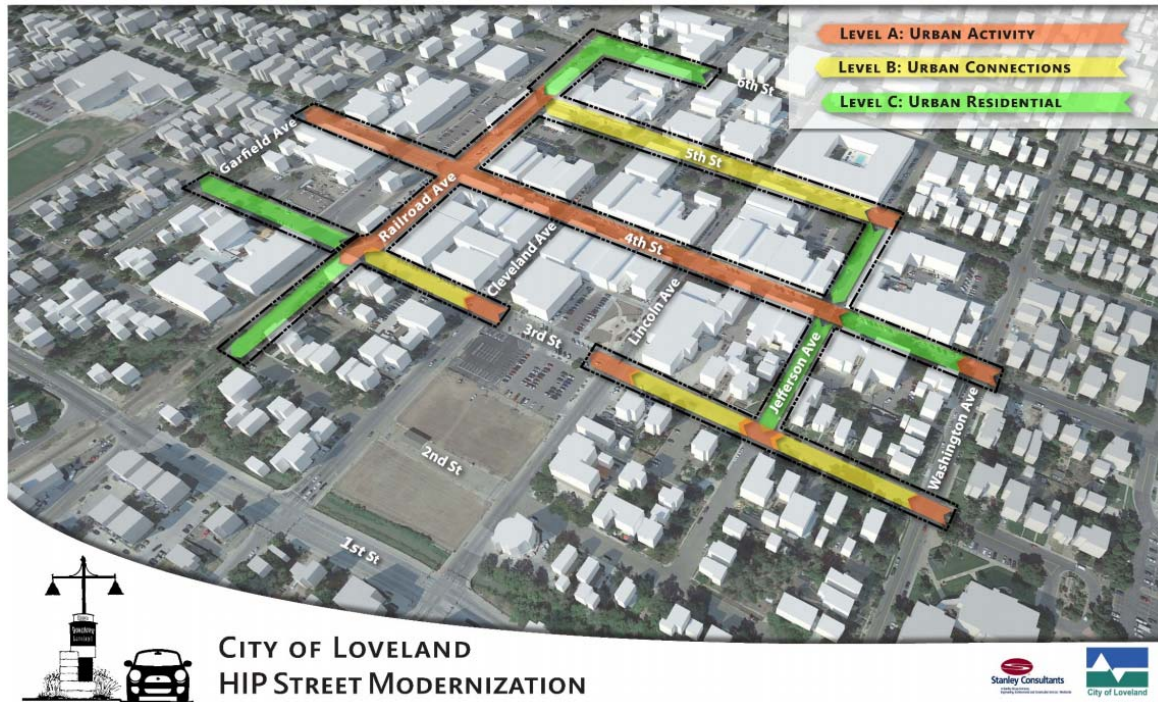 LEVEL A: URBAN ACTIVITY
LEVEL B: URBAN CONNECTIONS
LEVEL C: URBAN RESIDENTIAL
6th St
5th St
Garfield Ave
Railroad Ave
4th St
Cleveland Ave
Lincoln Ave
3rd St
Jefferson Ave
Washington Ave
2nd St
1st St
CITY OF LOVELAND
HIP STREET MODERNIZATION
Stanley Consultants
City of Loveland